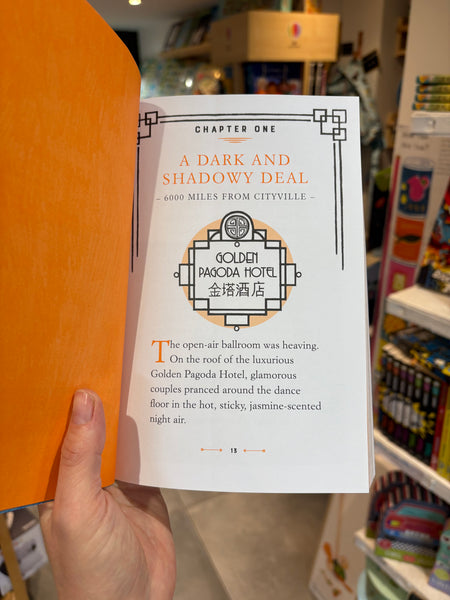 CHAPTER ONE
A DARK AND
SHADOWY DEAL
– 6000 MILES FROM CITYVILLE –
GOLDEN
PAGODA HOTEL
金塔酒店
The open-air ballroom was heaving.
On the roof of the luxurious
Golden Pagoda Hotel, glamorous
couples pranced around the dance
floor in the hot, sticky, jasmine-scented
night air.
13